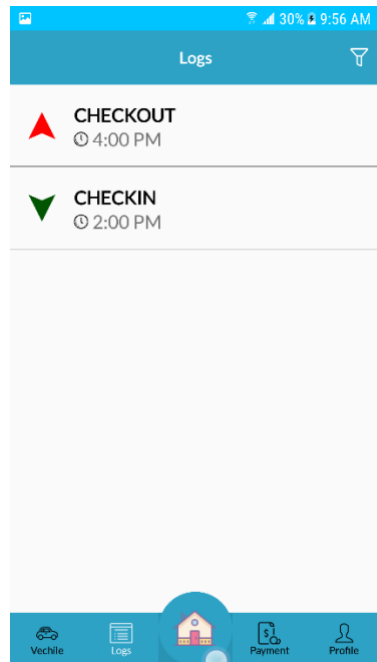 30% 9:56 AM
Logs
CHECKOUT
4:00 PM
CHECKIN
2:00 PM
Vechile Logs Payment Profile